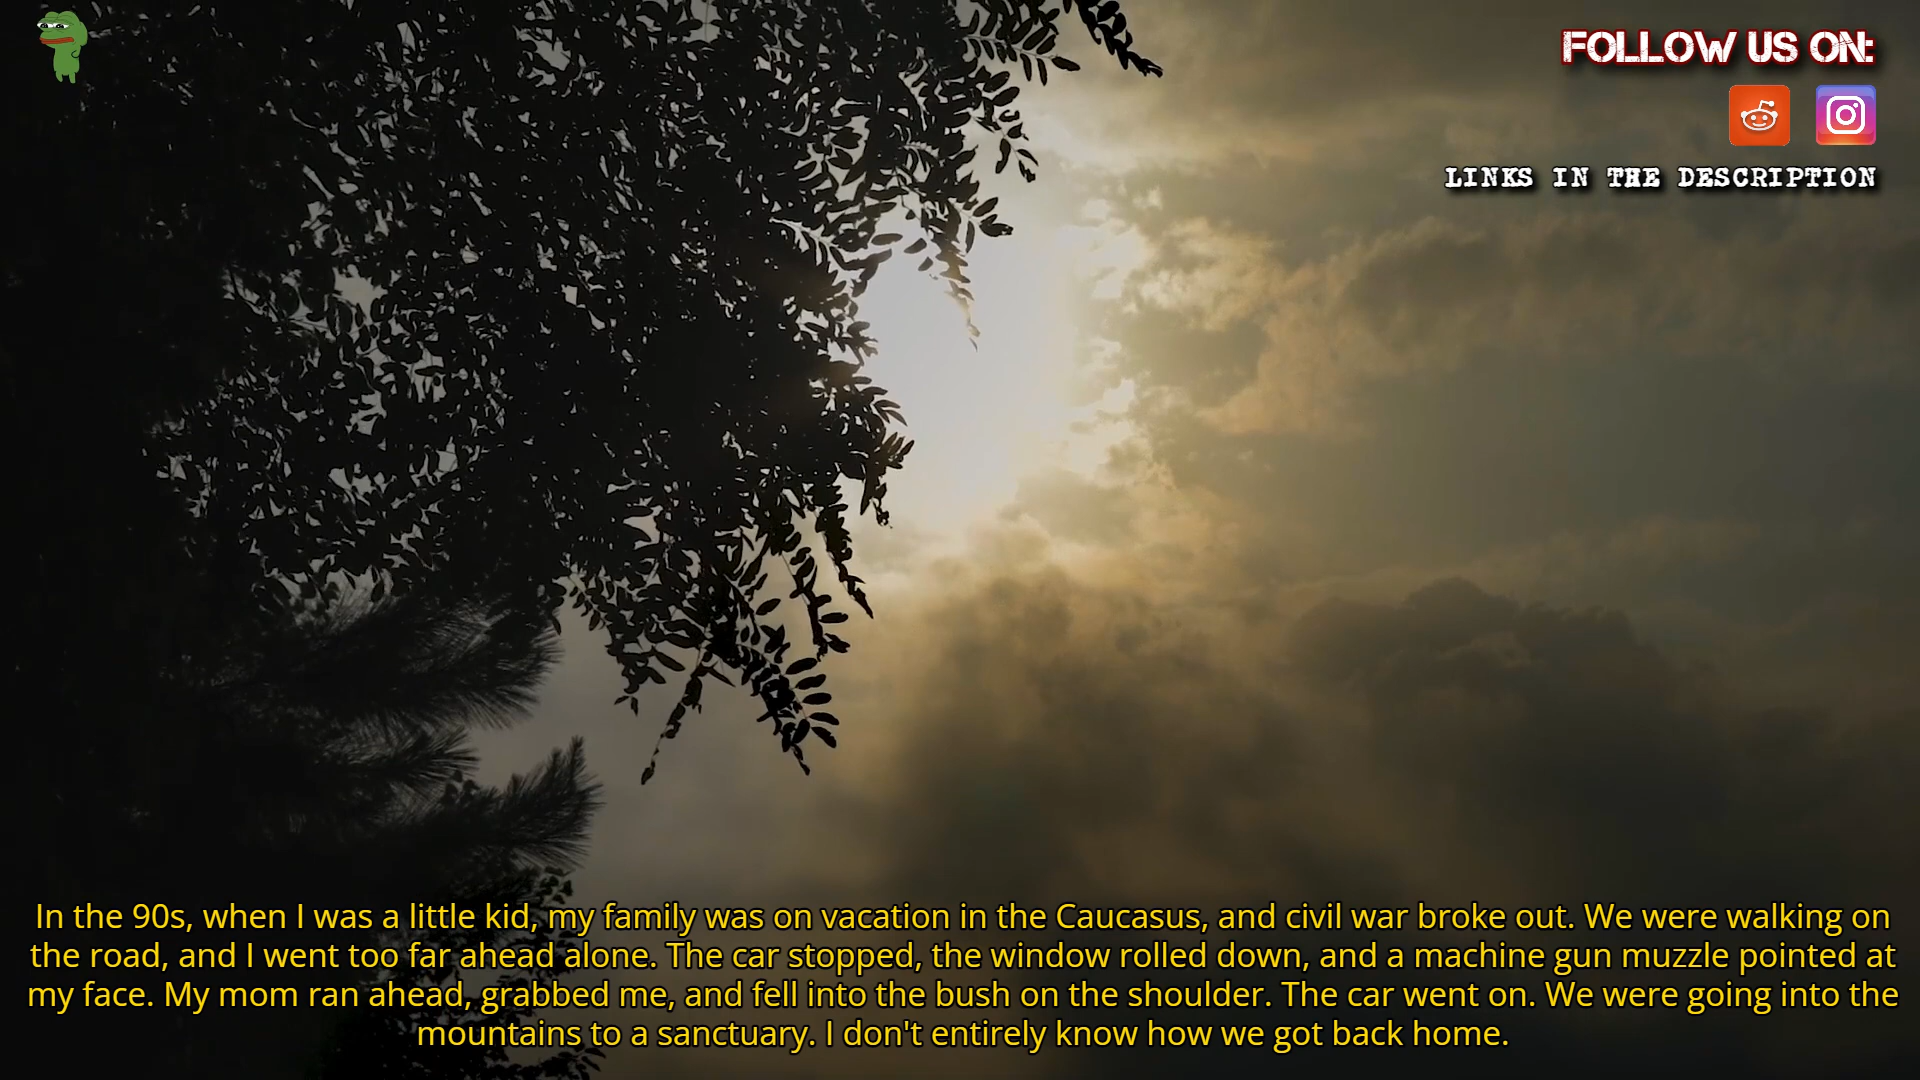 FOLLOW US ON:
LINKS IN THE DESCRIPTION
In the 90s, when I was a little kid, my family was on vacation in the Caucasus, and civil war broke out. We were walking on
the road, and I went too far ahead alone. The car stopped, the window rolled down, and a machine gun muzzle pointed at
my face. My mom ran ahead, grabbed me, and fell into the bush on the shoulder. The car went on. We were going into the
mountains to a sanctuary. I don't entirely know how we got back home.